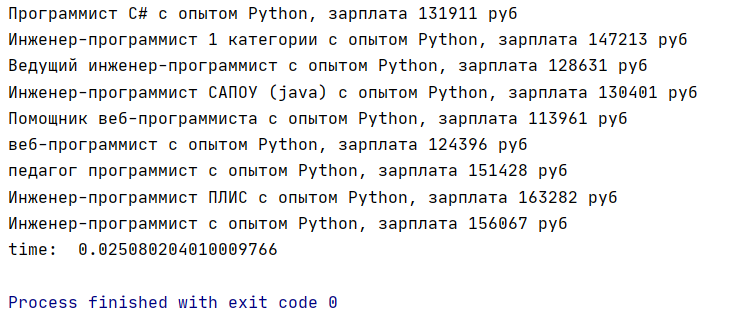 Программист C# с опытом Python, зарплата 131911 руб
Инженер-программист 1 категории с опытом Python, зарплата 147213 руб
Ведущий инженер-программист с опытом Python, зарплата 128631 руб
Инженер-программист САПОУ (java) с опытом Python, зарплата 130401 руб
Помощник веб-программиста с опытом Python, зарплата 113961 руб
веб-программист с опытом Python, зарплата 124396 руб
педагог программист с опытом Python, зарплата 151428 руб
Инженер-программист ПЛИС с опытом Python, зарплата 163282 руб
Инженер-программист с опытом Python, зарплата 156067 руб
time:  0.025080204010009766
Process finished with exit code 0